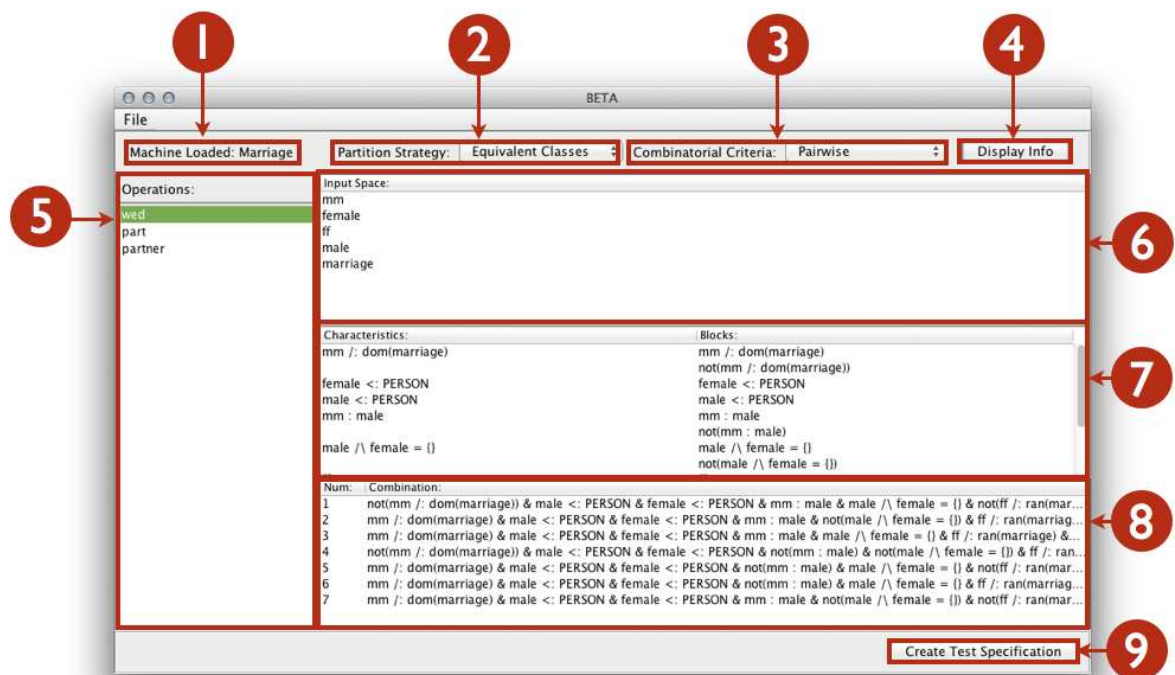 1 2 3 4
BETA
File
Machine Loaded: Marriage Partition Strategy: Equivalent Classes Combinatorial Criteria: Pairwise Display Info
5
Operations:
wed
part
partner
Input Space:
mm
female
ff
male
marriage
6
Characteristics: Blocks:
mm /: dom(marriage) mm /: dom(marriage)
not(mm /: dom(marriage))
female <: PERSON female <: PERSON
male <: PERSON male <: PERSON
mm : male mm : male
not(mm : male)
male /\ female = {} male /\ female = {}
not(male /\ female = {})
7
Num: Combination:
1 not(mm /: dom(marriage)) & male <: PERSON & female <: PERSON & mm : male & male /\ female = {} & not(ff /: ran(mar...
2 mm /: dom(marriage) & male <: PERSON & female <: PERSON & mm : male & not(male /\ female = {}) & ff /: ran(marriag...
3 mm /: dom(marriage) & male <: PERSON & female <: PERSON & mm : male & male /\ female = {} & ff /: ran(marriage) &...
4 not(mm /: dom(marriage)) & male <: PERSON & female <: PERSON & not(mm : male) & not(male /\ female = {}) & ff /: ran...
5 mm /: dom(marriage) & male <: PERSON & female <: PERSON & not(mm : male) & male /\ female = {} & not(ff /: ran(mar...
6 mm /: dom(marriage) & male <: PERSON & female <: PERSON & not(mm : male) & male /\ female = {} & ff /: ran(marriag...
7 mm /: dom(marriage) & male <: PERSON & female <: PERSON & mm : male & not(male /\ female = {}) & not(ff /: ran(mar...
8
Create Test Specification
9